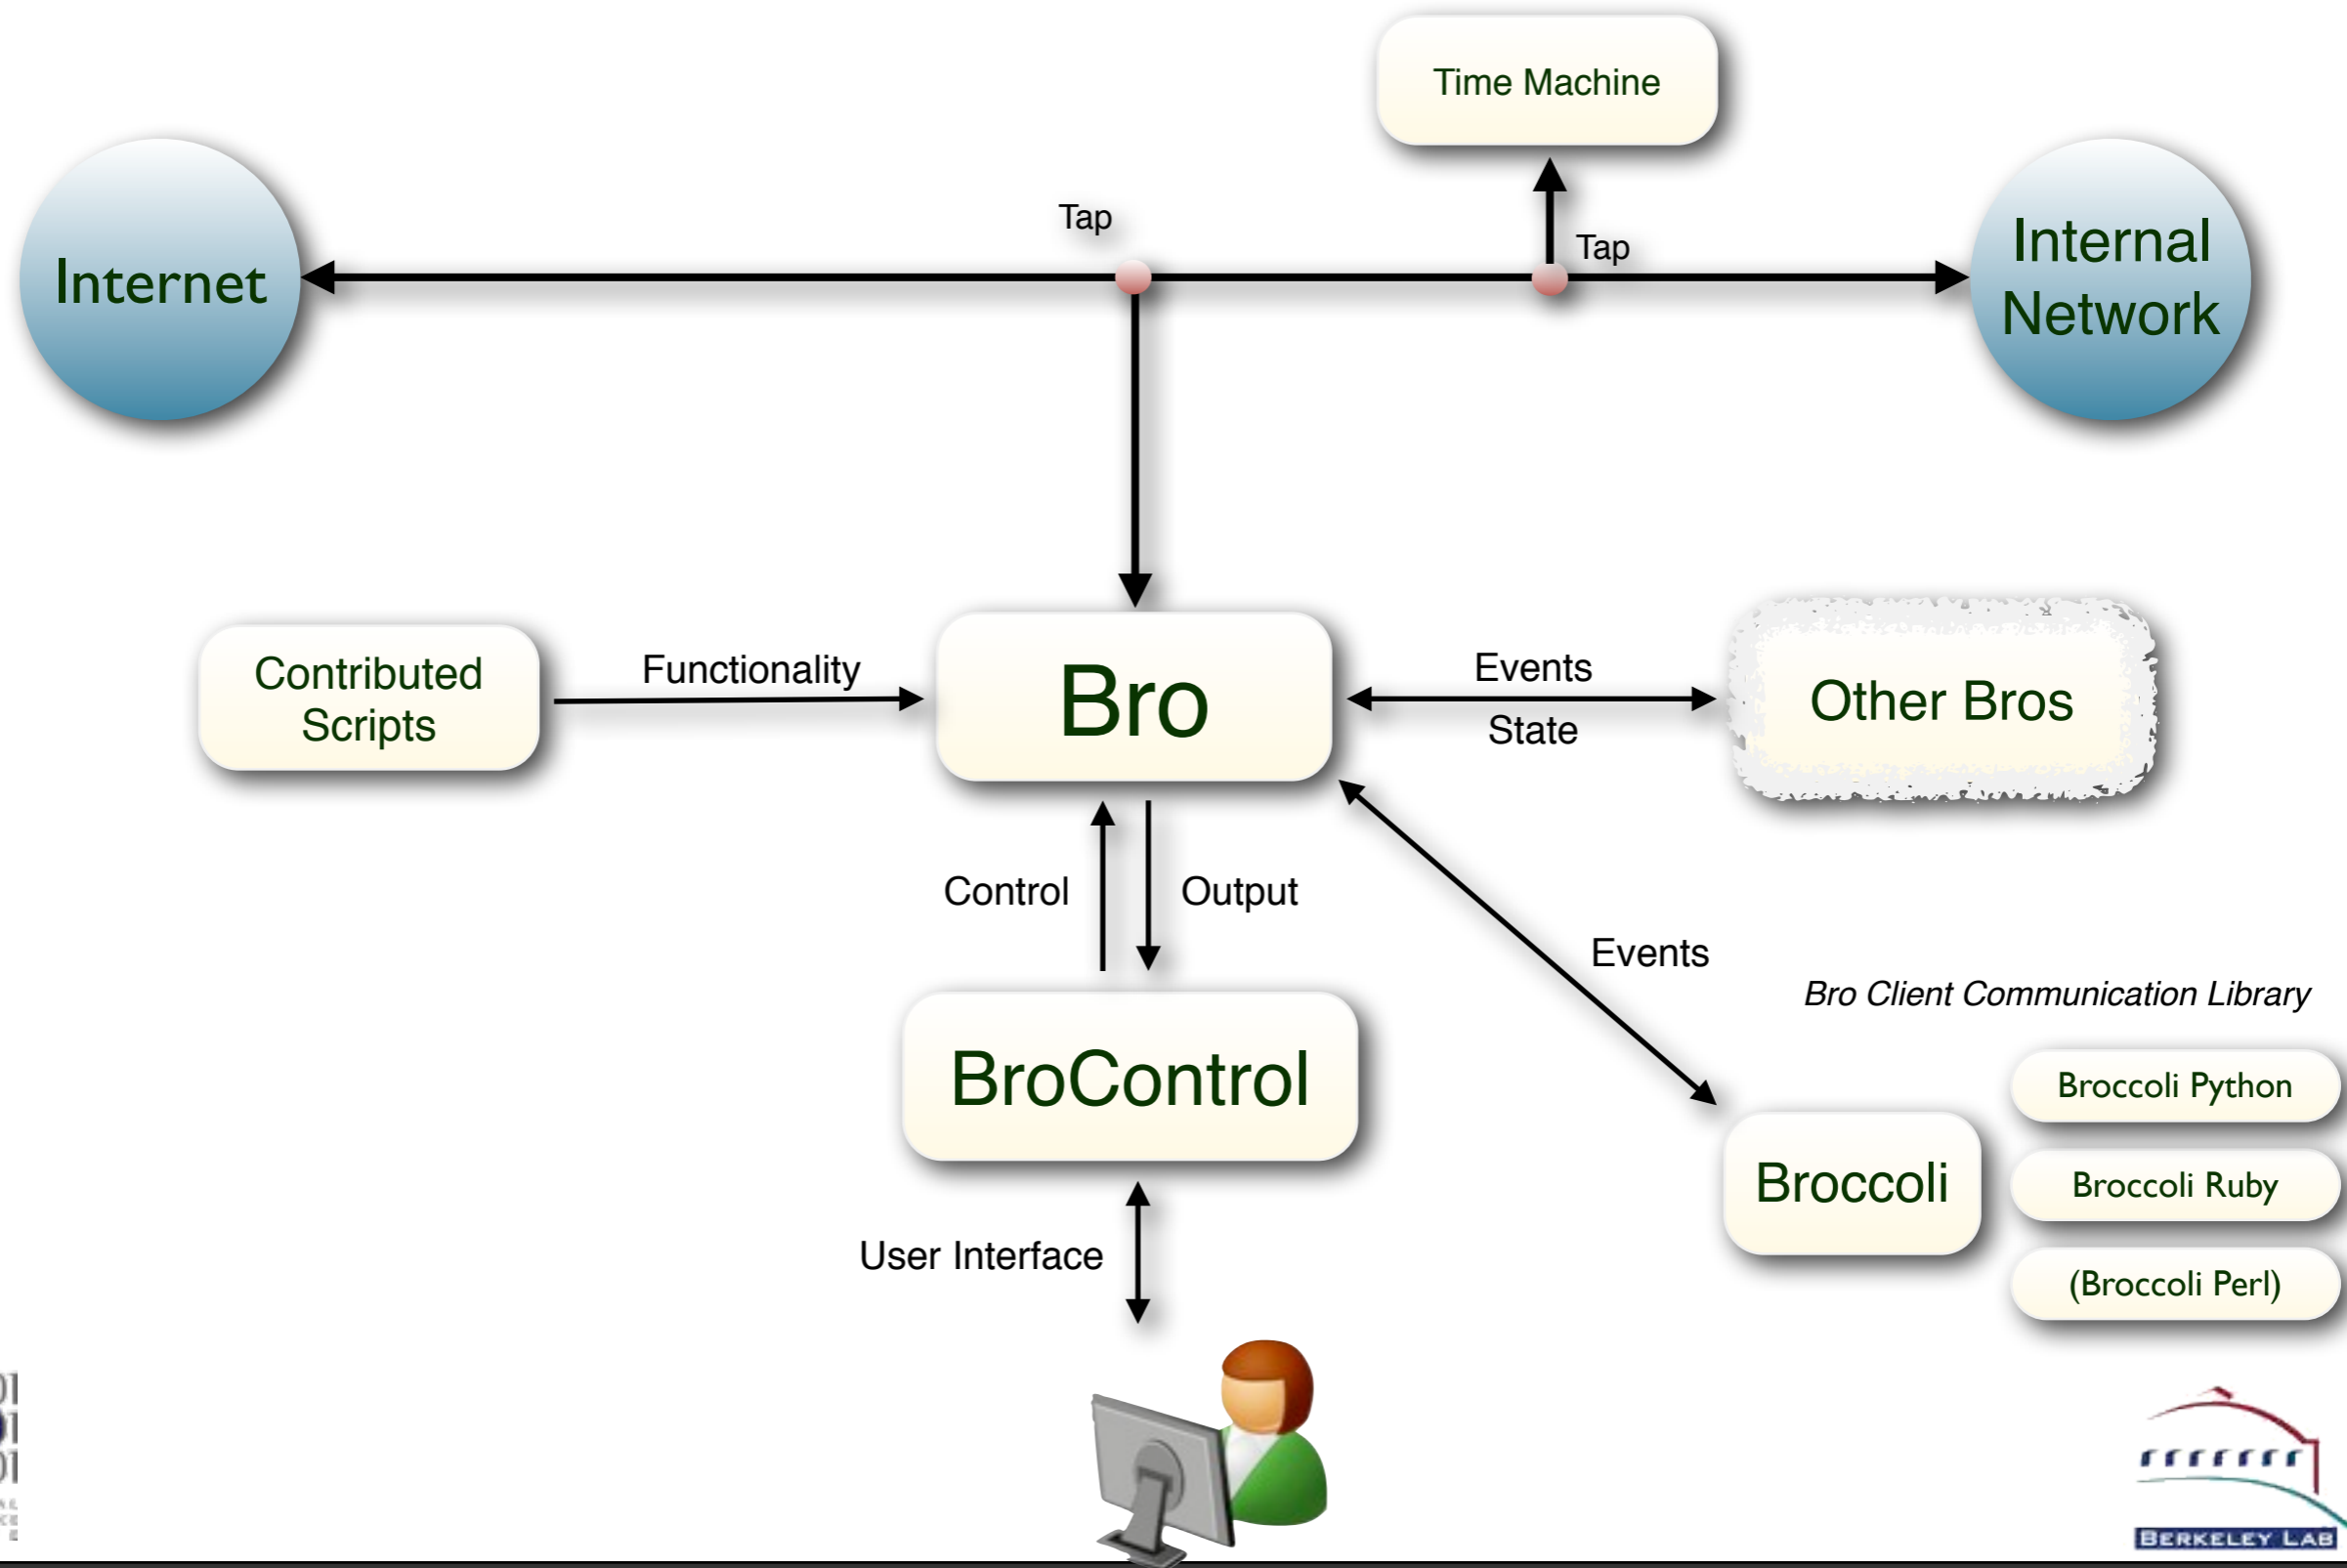 Time Machine
Tap
Tap
Internet
Internal
Network
Contributed
Scripts
Functionality
Bro
Events
State
Other Bros
Control
Output
Events
Bro Client Communication Library
BroControl
Broccoli
Broccoli Python
Broccoli Ruby
(Broccoli Perl)
User Interface
BERKELEY LAB